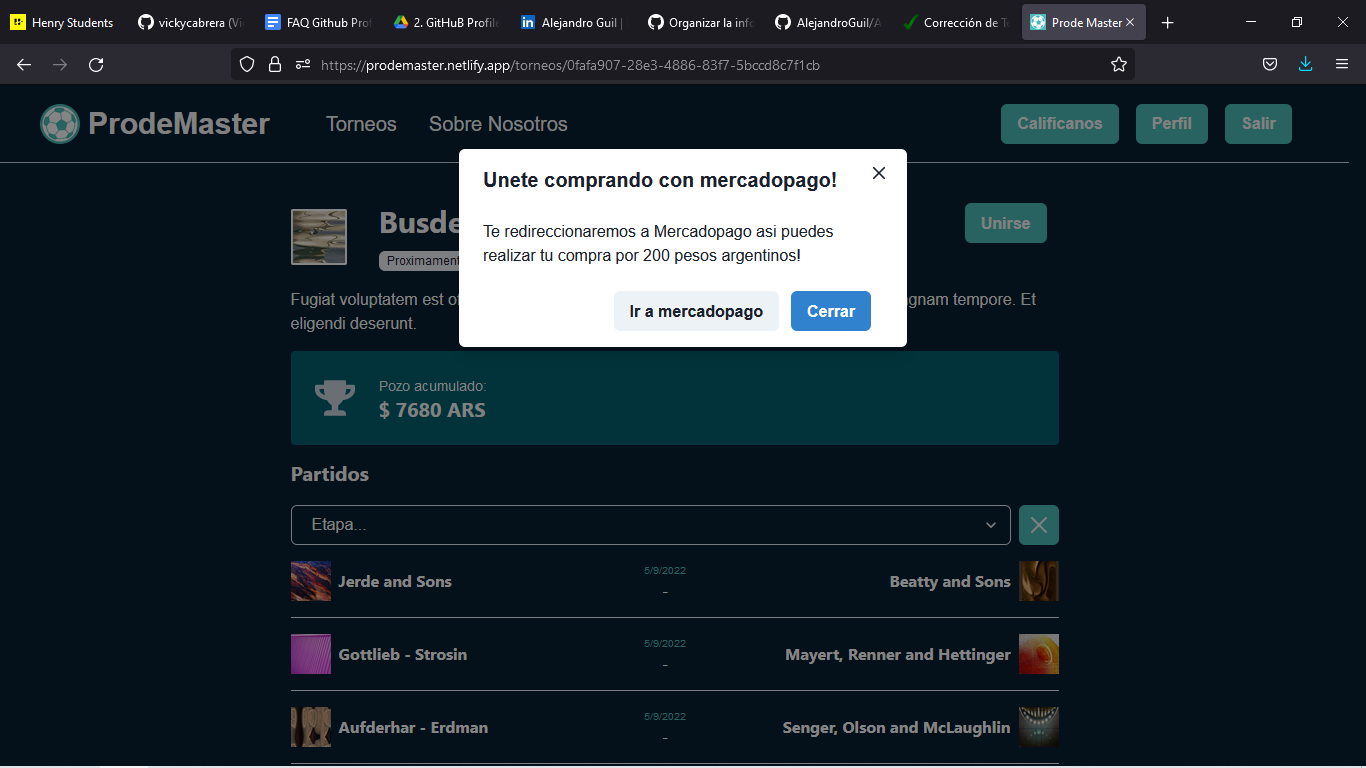 Henry Students
vickycabrera (Vi
FAQ Github Prof
2. GitHuB Profile
Alejandro Guil |
Organizar la info
AlejandroGuil/A
Corrección de Te
Prode Master
https://prodemaster.netlify.app/torneos/0fafa907-28e3-4886-83f7-5bccd8c7f1cb
ProdeMaster
Torneos
Sobre Nosotros
Calificanos
Perfil
Salir
Unete comprando con mercadopago!
Te redireccionaremos a Mercadopago asi puedes
realizar tu compra por 200 pesos argentinos!
Ir a mercadopago
Cerrar
Busde
Unirse
Proximament
Fugiat voluptatem est
agnam tempore. Et
eligendi deserunt.
Pozo acumulado:
$ 7680 ARS
Partidos
Etapa...
Jerde and Sons
5/9/2022
-
Beatty and Sons
Gottlieb - Strosin
5/9/2022
-
Mayert, Renner and Hettinger
Aufderhar - Erdman
5/9/2022
-
Senger, Olson and McLaughlin